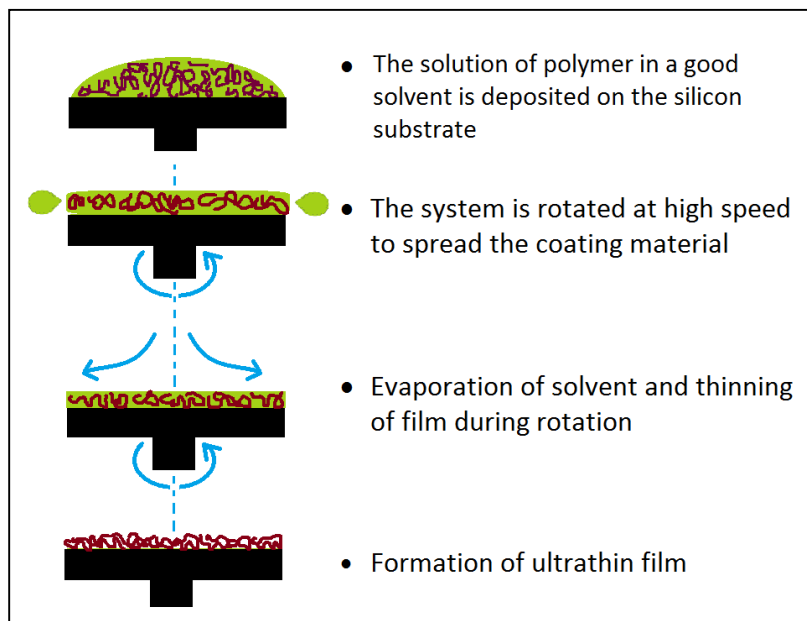 • The solution of polymer in a good
solvent is deposited on the silicon
substrate
• The system is rotated at high speed
to spread the coating material
• Evaporation of solvent and thinning
of film during rotation
• Formation of ultrathin film